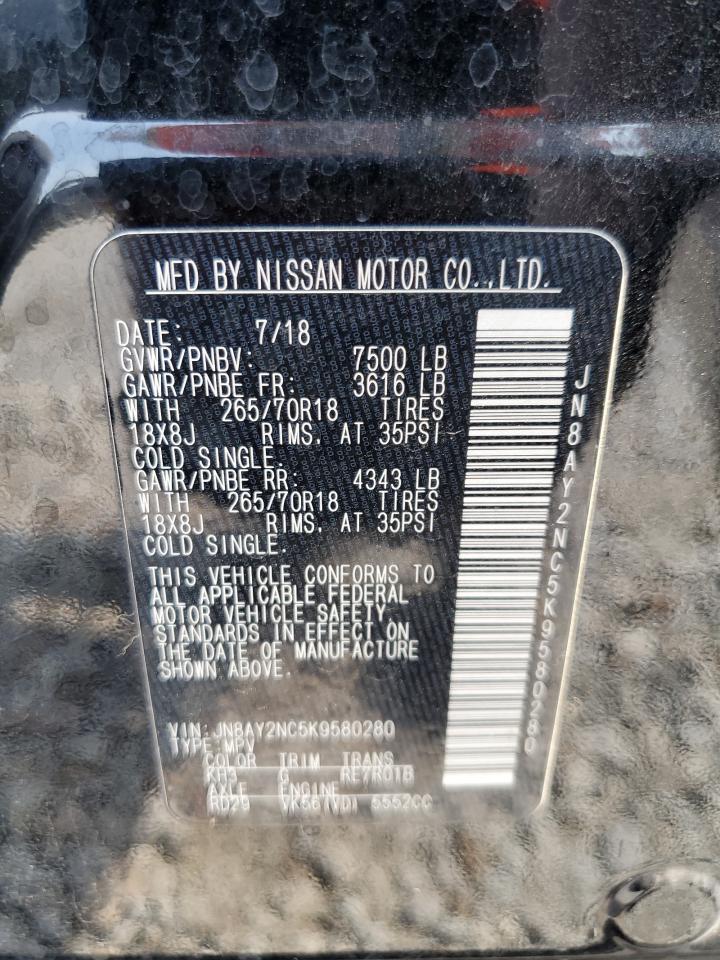 MFD BY NISSAN MOTOR CO.,LTD.
DATE: 7/18
GVWR/PNBV: 7500 LB
GAWR/PNBE FR: 3616 LB
WITH 265/70R18 TIRES
18X8J RIMS. AT 35PSI
COLD SINGLE.
GAWR/PNBE RR: 4343 LB
WITH 265/70R18 TIRES
18X8J RIMS. AT 35PSI
COLD SINGLE.
THIS VEHICLE CONFORMS TO
ALL APPLICABLE FEDERAL
MOTOR VEHICLE SAFETY
STANDARDS IN EFFECT ON
THE DATE OF MANUFACTURE
SHOWN ABOVE.
VIN: JN8AY2NC5K9580280
TYPE: MPV
COLOR TRIM TRANS
KH3 G RE7R01B
AXLE ENGINE
RD29 VK56(VD) 5552CC
JN8AY2NC5K9580280